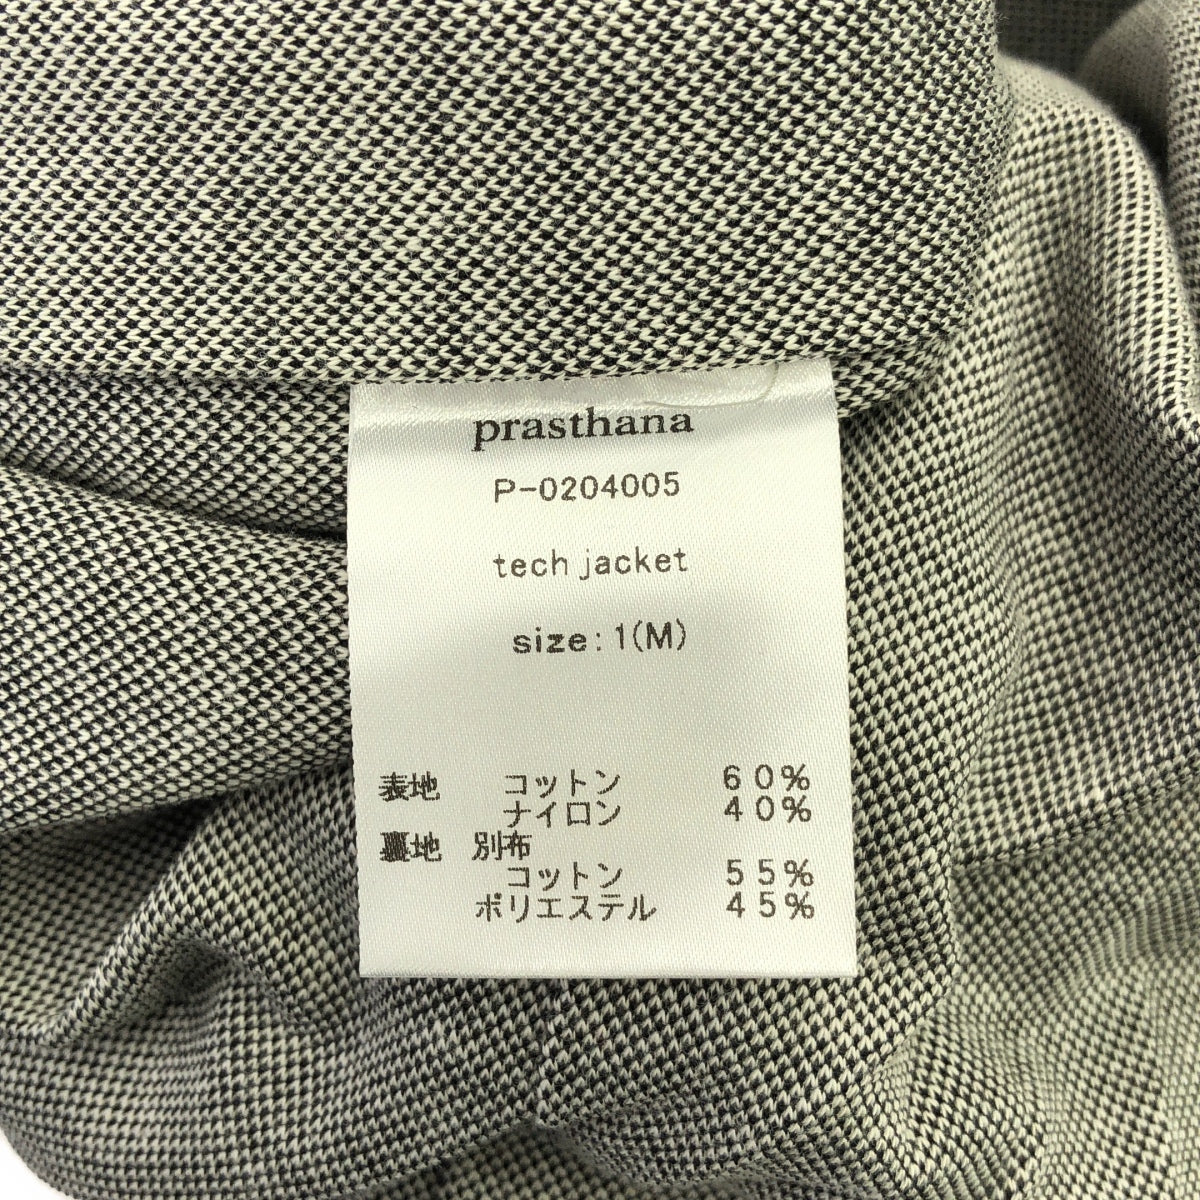 prasthana
P-0204005
tech jacket
size: 1(M)
表地 コットン 60%
ナイロン 40%
裏地 別布
コットン 55%
ポリエステル 45%